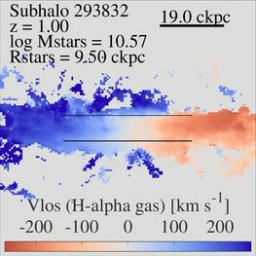 Subhalo 293832
19.0 ckpc
z = 1.00
log Mstars = 10.57
Rstars = 9.50 ckpc
Vlos (H-alpha gas) [km s⁻¹]
-200 -100 0 100 200